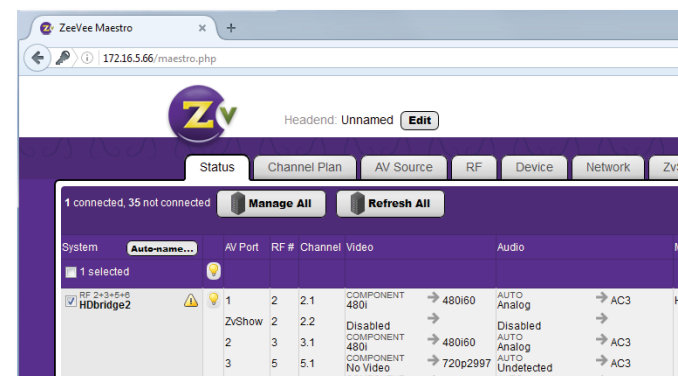 ZeeVee Maestro
172.16.5.66/maestro.php
Zv
Headend: Unnamed Edit
Status Channel Plan AV Source RF Device Network
1 connected, 35 not connected Manage All Refresh All
System Auto-name... AV Port RF # Channel Video Audio
1 selected
RF 2+3+5+6
HDbridge2
1 2 2.1 COMPONENT 480i 480i60 AUTO Analog AC3
ZvShow 2 2.2 Disabled Disabled
2 3 3.1 COMPONENT 480i 480i60 AUTO Analog AC3
3 5 5.1 COMPONENT No Video 720p2997 AUTO Undetected AC3